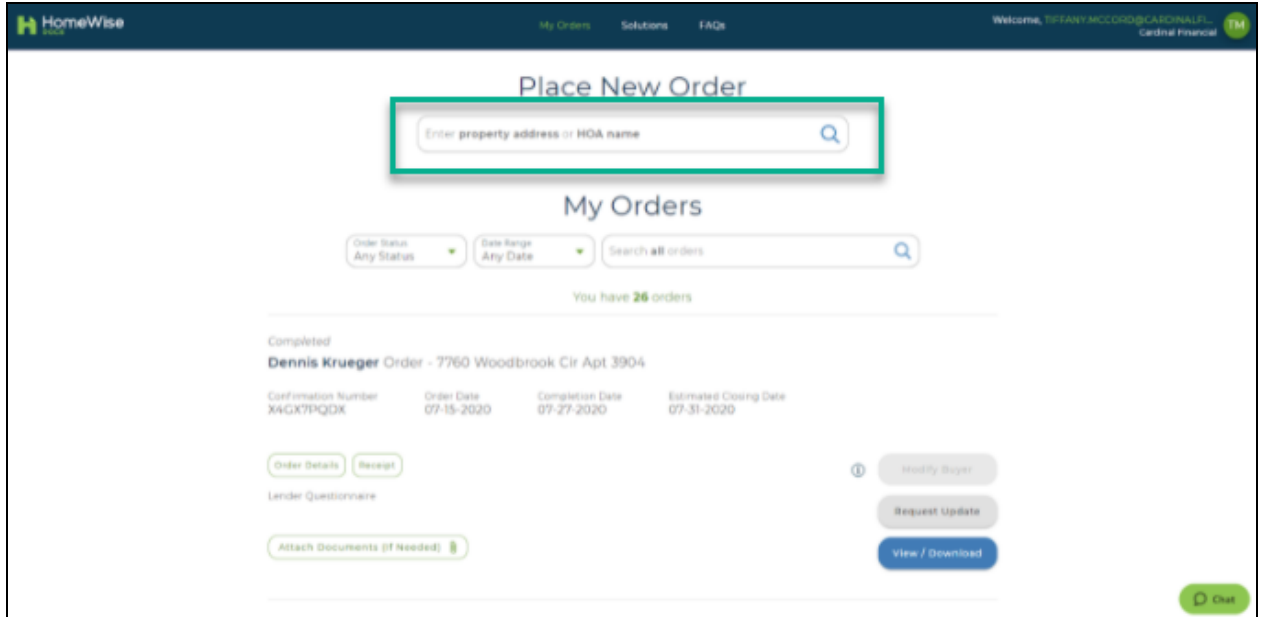 HomeWise
DOCS
My Orders Solutions FAQs
Welcome, TIFFANY.MCCORD@CARDINALFI...
Cardinal Financial
TM
Place New Order
Enter property address or HOA name
My Orders
Order Status
Any Status
Date Range
Any Date
Search all orders
You have 26 orders
Completed
Dennis Krueger Order - 7760 Woodbrook Cir Apt 3904
Confirmation Number Order Date Completion Date Estimated Closing Date
X4GX7PQDX 07-15-2020 07-27-2020 07-31-2020
Order Details Receipt
Modify Buyer
Lender Questionnaire
Request Update
Attach Documents (If Needed)
View / Download
Chat